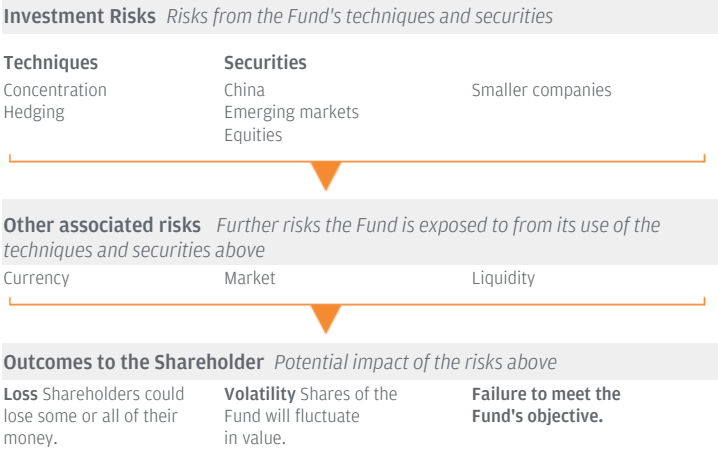 Investment Risks Risks from the Fund's techniques and securities
Techniques
Concentration
Hedging
Securities
China
Emerging markets
Equities
Smaller companies
Other associated risks Further risks the Fund is exposed to from its use of the
techniques and securities above
Currency
Market
Liquidity
Outcomes to the Shareholder Potential impact of the risks above
Loss Shareholders could
lose some or all of their
money.
Volatility Shares of the
Fund will fluctuate
in value.
Failure to meet the
Fund's objective.